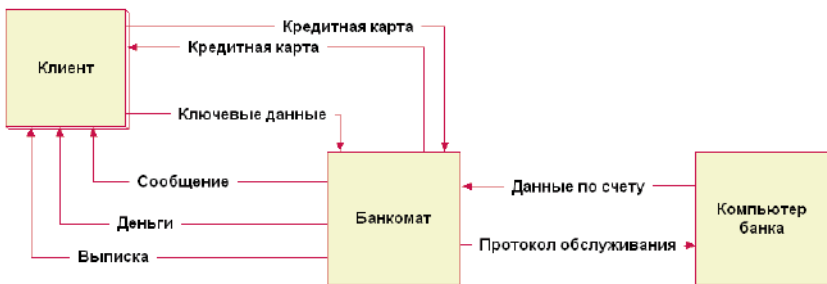 Кредитная карта
Кредитная карта
Клиент
Ключевые данные
Сообщение
Данные по счету
Деньги
Банкомат
Компьютер
банка
Протокол обслуживания
Выписка